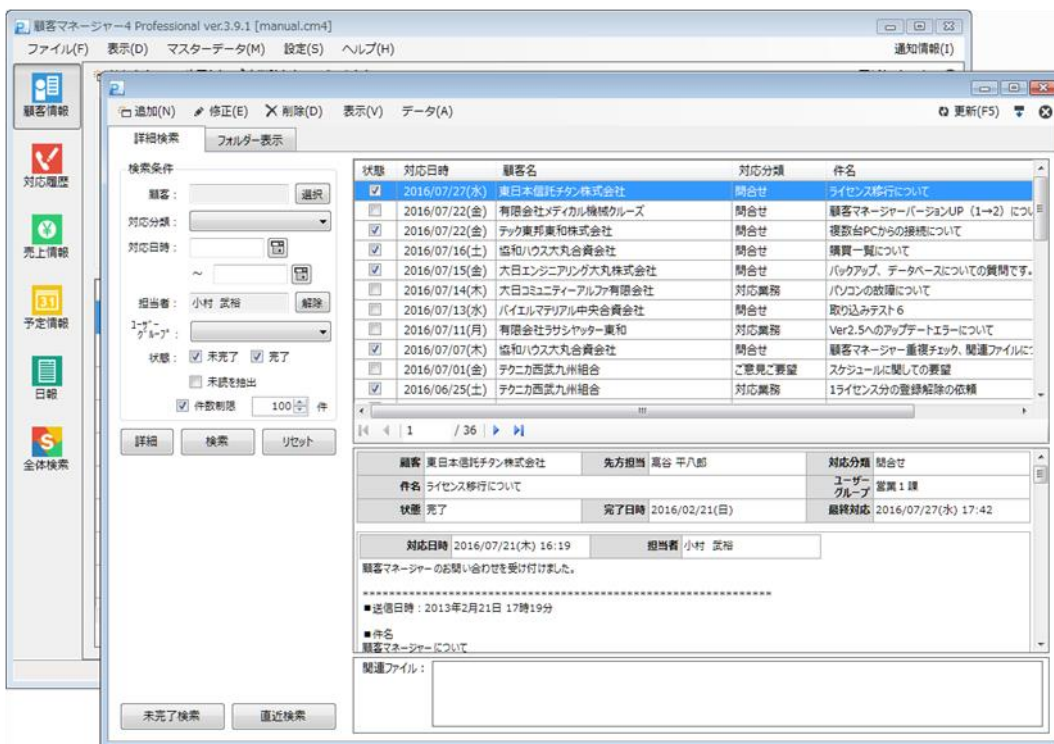 顧客マネージャー4 Professional ver.3.9.1 [manual.cm4]
ファイル(F) 表示(D) マスターデータ(M) 設定(S) ヘルプ(H) 通知情報(I)
顧客情報
対応履歴
売上情報
予定情報
日報
全体検索
追加(N) 修正(E) 削除(D) 表示(V) データ(A) 更新(F5)
詳細検索 フォルダー表示
検索条件
顧客： 選択
対応分類：
対応日時：
～
担当者： 小村 武裕 解除
ユーザーグループ：
状態： 未完了 完了
未読を抽出
件数制限 100 件
詳細 検索 リセット
未完了検索 直近検索
状態 対応日時 顧客名 対応分類 件名
2016/07/27(水) 東日本信託チタン株式会社 問合せ ライセンス移行について
2016/07/22(金) 有限会社メディカル機械クルーズ 問合せ 顧客マネージャーバージョンUP（1→2）につい
2016/07/22(金) テック東邦東和株式会社 問合せ 複数台PCからの接続について
2016/07/16(土) 協和ハウス大丸合資会社 問合せ 購買一覧について
2016/07/15(金) 大日エンジニアリング大丸株式会社 問合せ バックアップ、データベースについての質問です。
2016/07/14(木) 大日コミュニティーアルファ有限会社 対応業務 パソコンの故障について
2016/07/13(水) バイエルマテリアル中央合資会社 問合せ 取り込みテスト6
2016/07/11(月) 有限会社ラサシヤッター東和 対応業務 Ver2.5へのアップデートエラーについて
2016/07/07(木) 協和ハウス大丸合資会社 問合せ 顧客マネージャー重複チェック、関連ファイルに
2016/07/01(金) テクニカ西武九州組合 ご意見ご要望 スケジュールに関しての要望
2016/06/25(土) テクニカ西武九州組合 対応業務 1ライセンス分の登録解除の依頼
1 / 36
顧客 東日本信託チタン株式会社 先方担当 冨谷 平八郎 対応分類 問合せ
件名 ライセンス移行について ユーザーグループ 営業１課
状態 完了 完了日時 2016/02/21(日) 最終対応 2016/07/27(水) 17:42
対応日時 2016/07/21(木) 16:19 担当者 小村 武裕
顧客マネージャーのお問い合わせを受け付けました。
■送信日時：2013年2月21日 17時19分
■件名
顧客マネージャーについて
関連ファイル：